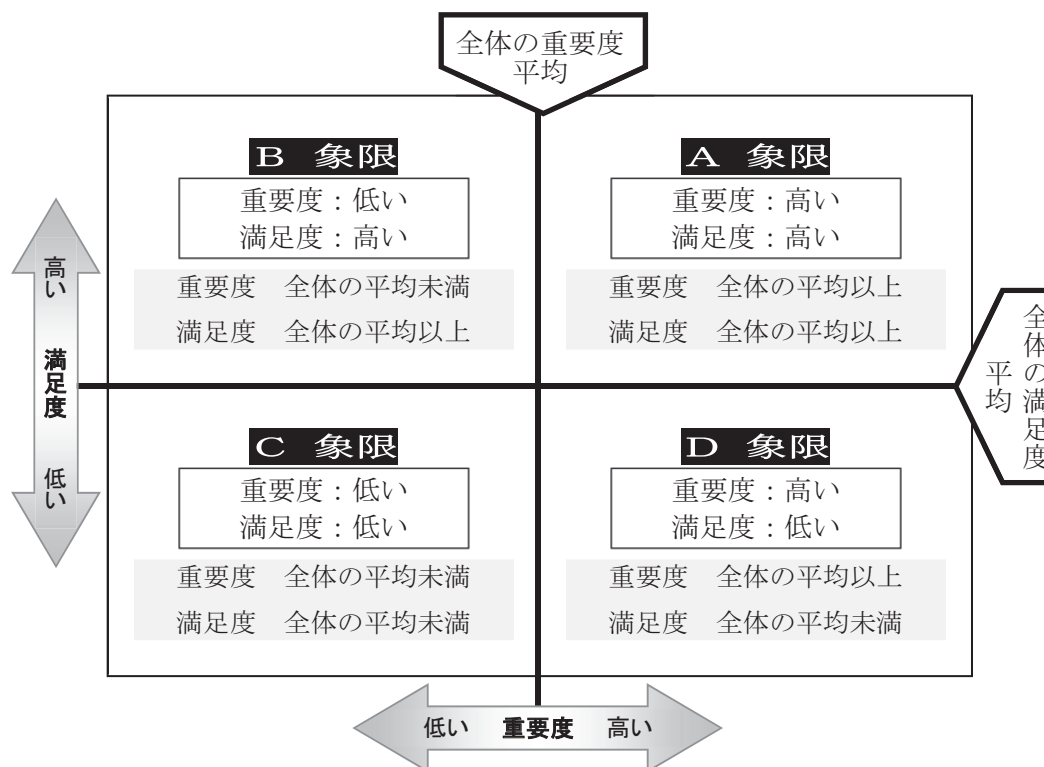 全体の重要度
平均
B 象限
重要度：低い
満足度：高い
重要度 全体の平均未満
満足度 全体の平均以上
A 象限
重要度：高い
満足度：高い
重要度 全体の平均以上
満足度 全体の平均以上
高い
満足度
低い
全体の満足度
平均
C 象限
重要度：低い
満足度：低い
重要度 全体の平均未満
満足度 全体の平均未満
D 象限
重要度：高い
満足度：低い
重要度 全体の平均以上
満足度 全体の平均未満
低い 重要度 高い